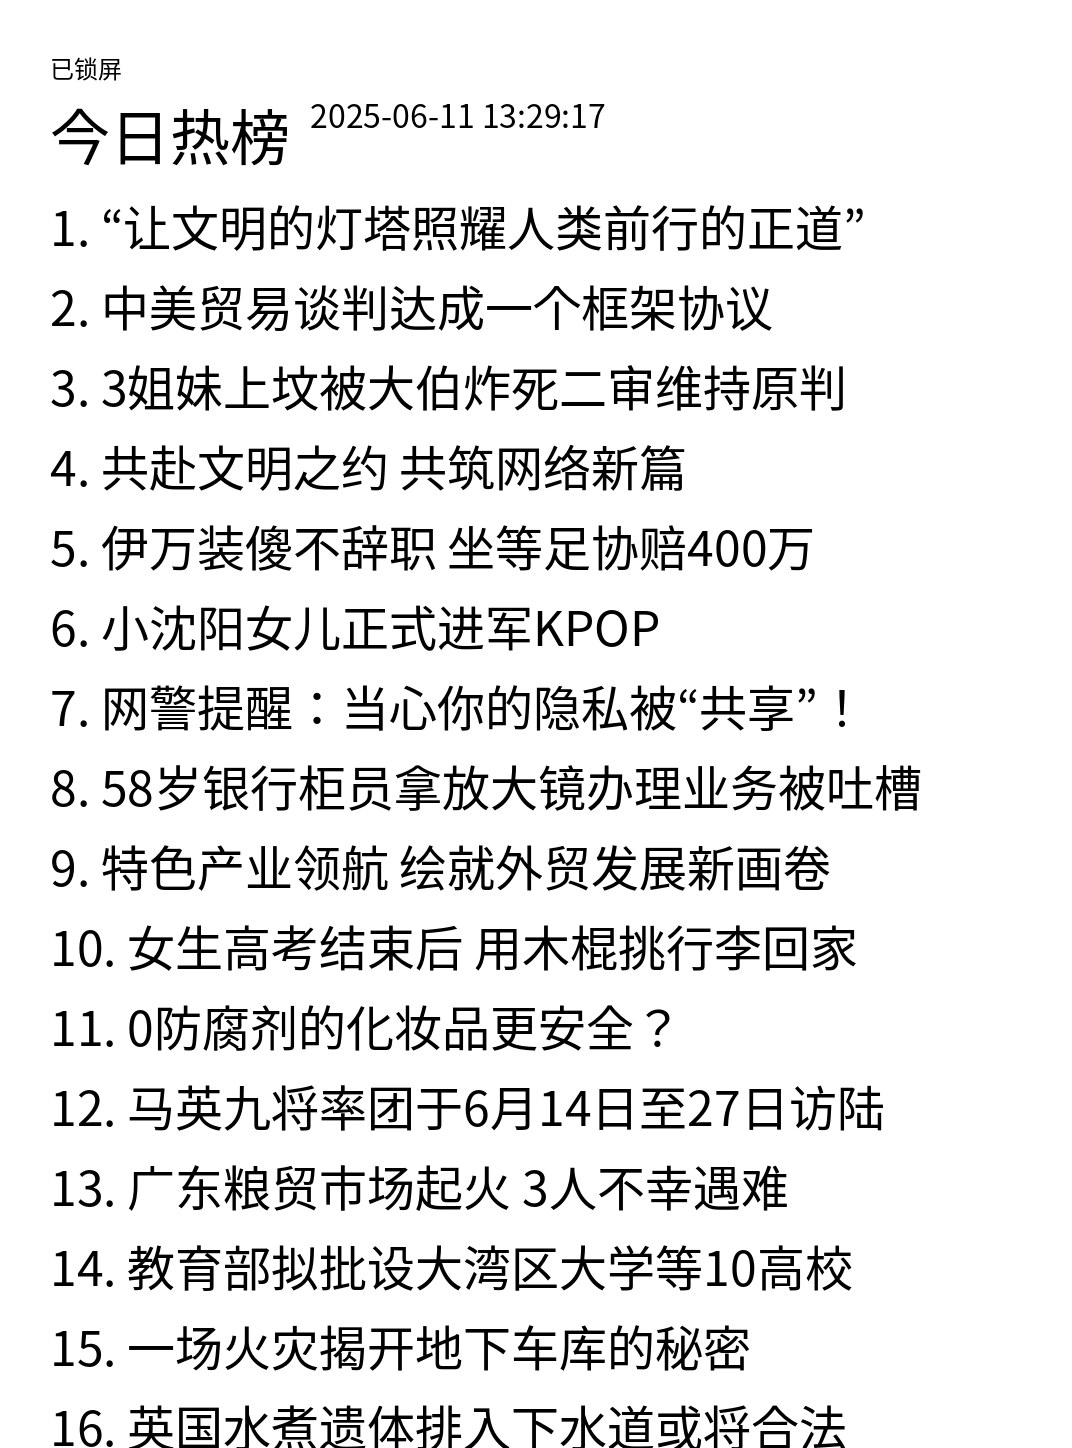 已锁屏
今日热榜 2025-06-11 13:29:17
1. “让文明的灯塔照耀人类前行的正道”
2. 中美贸易谈判达成一个框架协议
3. 3姐妹上坟被大伯炸死二审维持原判
4. 共赴文明之约 共筑网络新篇
5. 伊万装傻不辞职 坐等足协赔400万
6. 小沈阳女儿正式进军KPOP
7. 网警提醒：当心你的隐私被“共享”！
8. 58岁银行柜员拿放大镜办理业务被吐槽
9. 特色产业领航 绘就外贸发展新画卷
10. 女生高考结束后 用木棍挑行李回家
11. 0防腐剂的化妆品更安全？
12. 马英九将率团于6月14日至27日访陆
13. 广东粮贸市场起火 3人不幸遇难
14. 教育部拟批设大湾区大学等10高校
15. 一场火灾揭开地下车库的秘密
16. 英国水煮遗体排入下水道或将合法